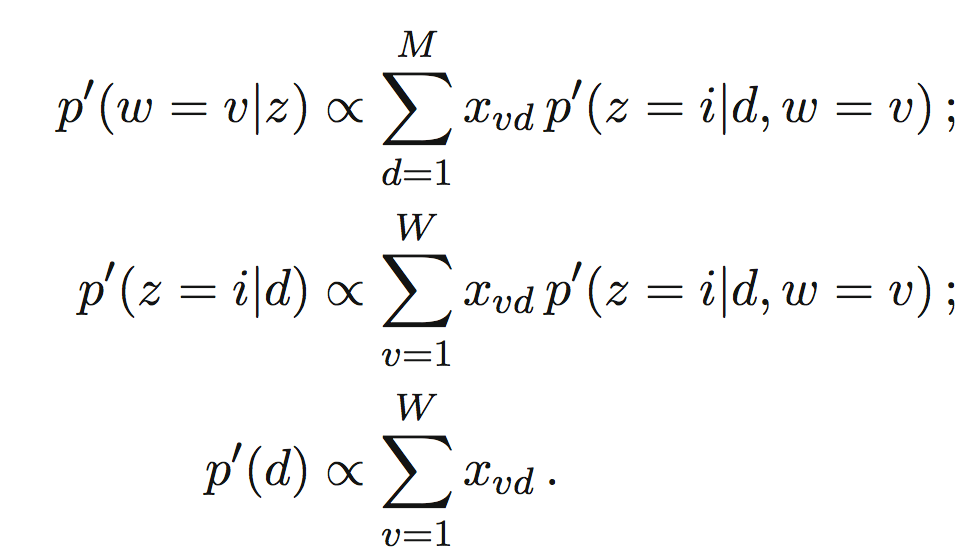 p′(w = v|z) ∝ ∑_{d=1}^{M} x_{vd} p′(z = i|d, w = v) ;
p′(z = i|d) ∝ ∑_{v=1}^{W} x_{vd} p′(z = i|d, w = v) ;
p′(d) ∝ ∑_{v=1}^{W} x_{vd} .